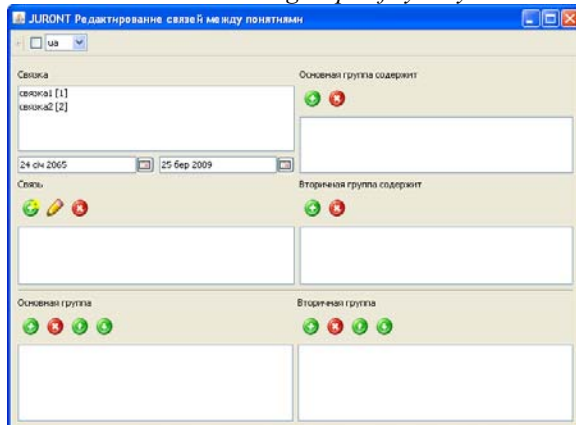 JURONT Редактирование связей между понятиями
ua
Связка
Основная группа содержит
связка1 [1]
связка2 [2]
24 січ 2065
25 бер 2009
Связь
Вторичная группа содержит
Основная группа
Вторичная группа